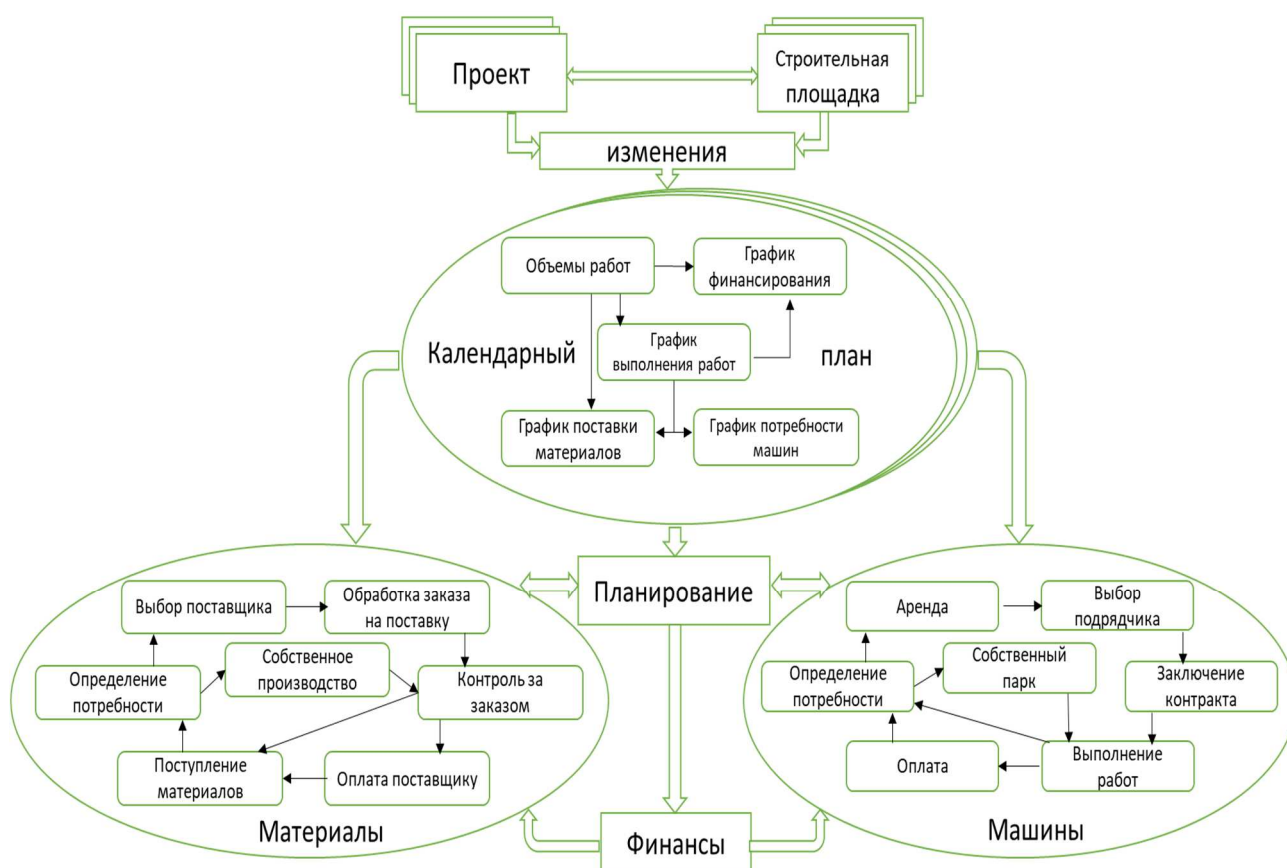 Проект
Строительная
площадка
изменения
Объемы работ
График
финансирования
График
выполнения работ
Календарный
план
График поставки
материалов
График потребности
машин
Планирование
Выбор поставщика
Обработка заказа
на поставку
Собственное
производство
Определение
потребности
Контроль за
заказом
Поступление
материалов
Оплата поставщику
Материалы
Аренда
Выбор
подрядчика
Собственный
парк
Определение
потребности
Заключение
контракта
Оплата
Выполнение
работ
Машины
Финансы